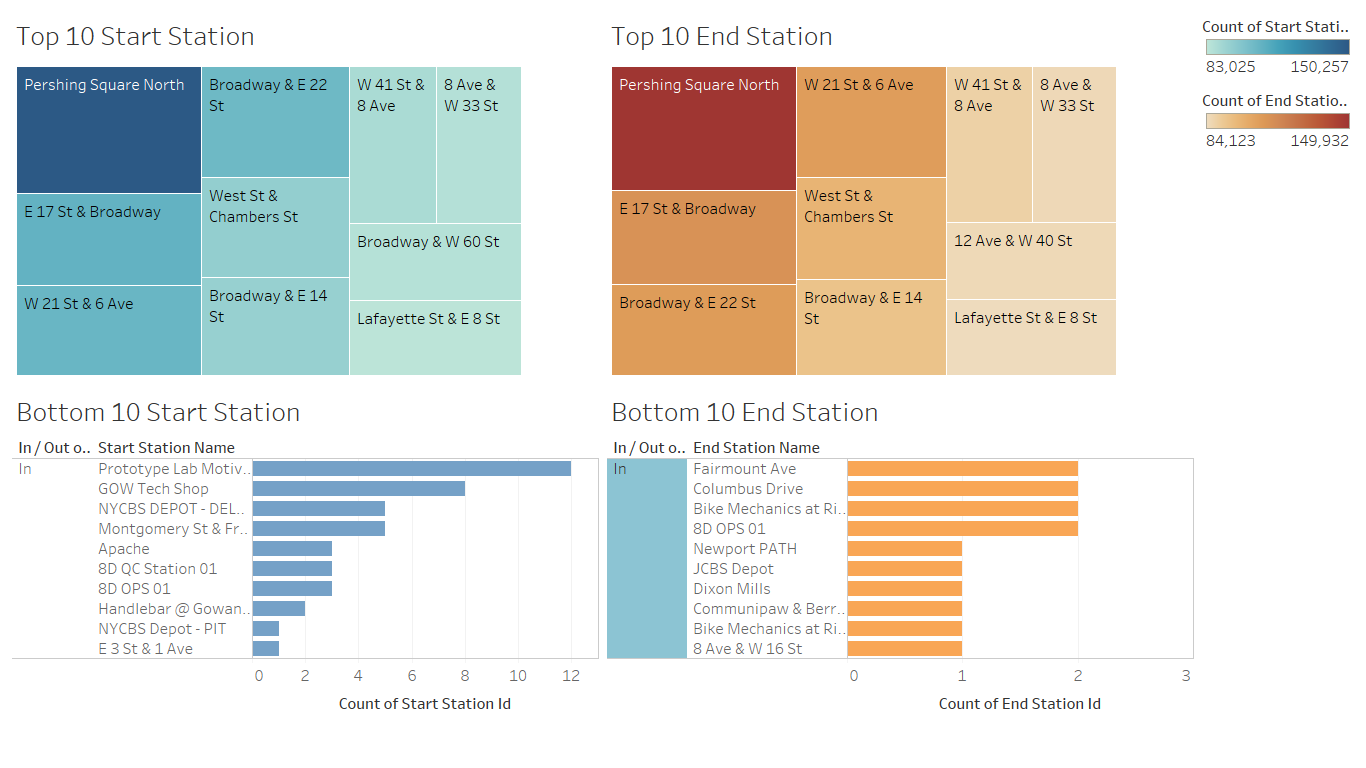 Top 10 Start Station
Pershing Square North
E 17 St & Broadway
W 21 St & 6 Ave
Broadway & E 22
St
West St &
Chambers St
Broadway & E 14
St
W 41 St &
8 Ave
8 Ave &
W 33 St
Broadway & W 60 St
Lafayette St & E 8 St
Top 10 End Station
Pershing Square North
E 17 St & Broadway
Broadway & E 22 St
W 21 St & 6 Ave
West St &
Chambers St
Broadway & E 14
St
W 41 St &
8 Ave
8 Ave &
W 33 St
12 Ave & W 40 St
Lafayette St & E 8 St
Count of Start Stati..
83,025 150,257
Count of End Statio..
84,123 149,932
Bottom 10 Start Station
In / Out o.. Start Station Name
In Prototype Lab Motiv..
GOW Tech Shop
NYCBS DEPOT - DEL..
Montgomery St & Fr..
Apache
8D QC Station 01
8D OPS 01
Handlebar @ Gowan..
NYCBS Depot - PIT
E 3 St & 1 Ave
0 2 4 6 8 10 12
Count of Start Station Id
Bottom 10 End Station
In / Out o.. End Station Name
In Fairmount Ave
Columbus Drive
Bike Mechanics at Ri..
8D OPS 01
Newport PATH
JCBS Depot
Dixon Mills
Communipaw & Berr..
Bike Mechanics at Ri..
8 Ave & W 16 St
0 1 2 3
Count of End Station Id